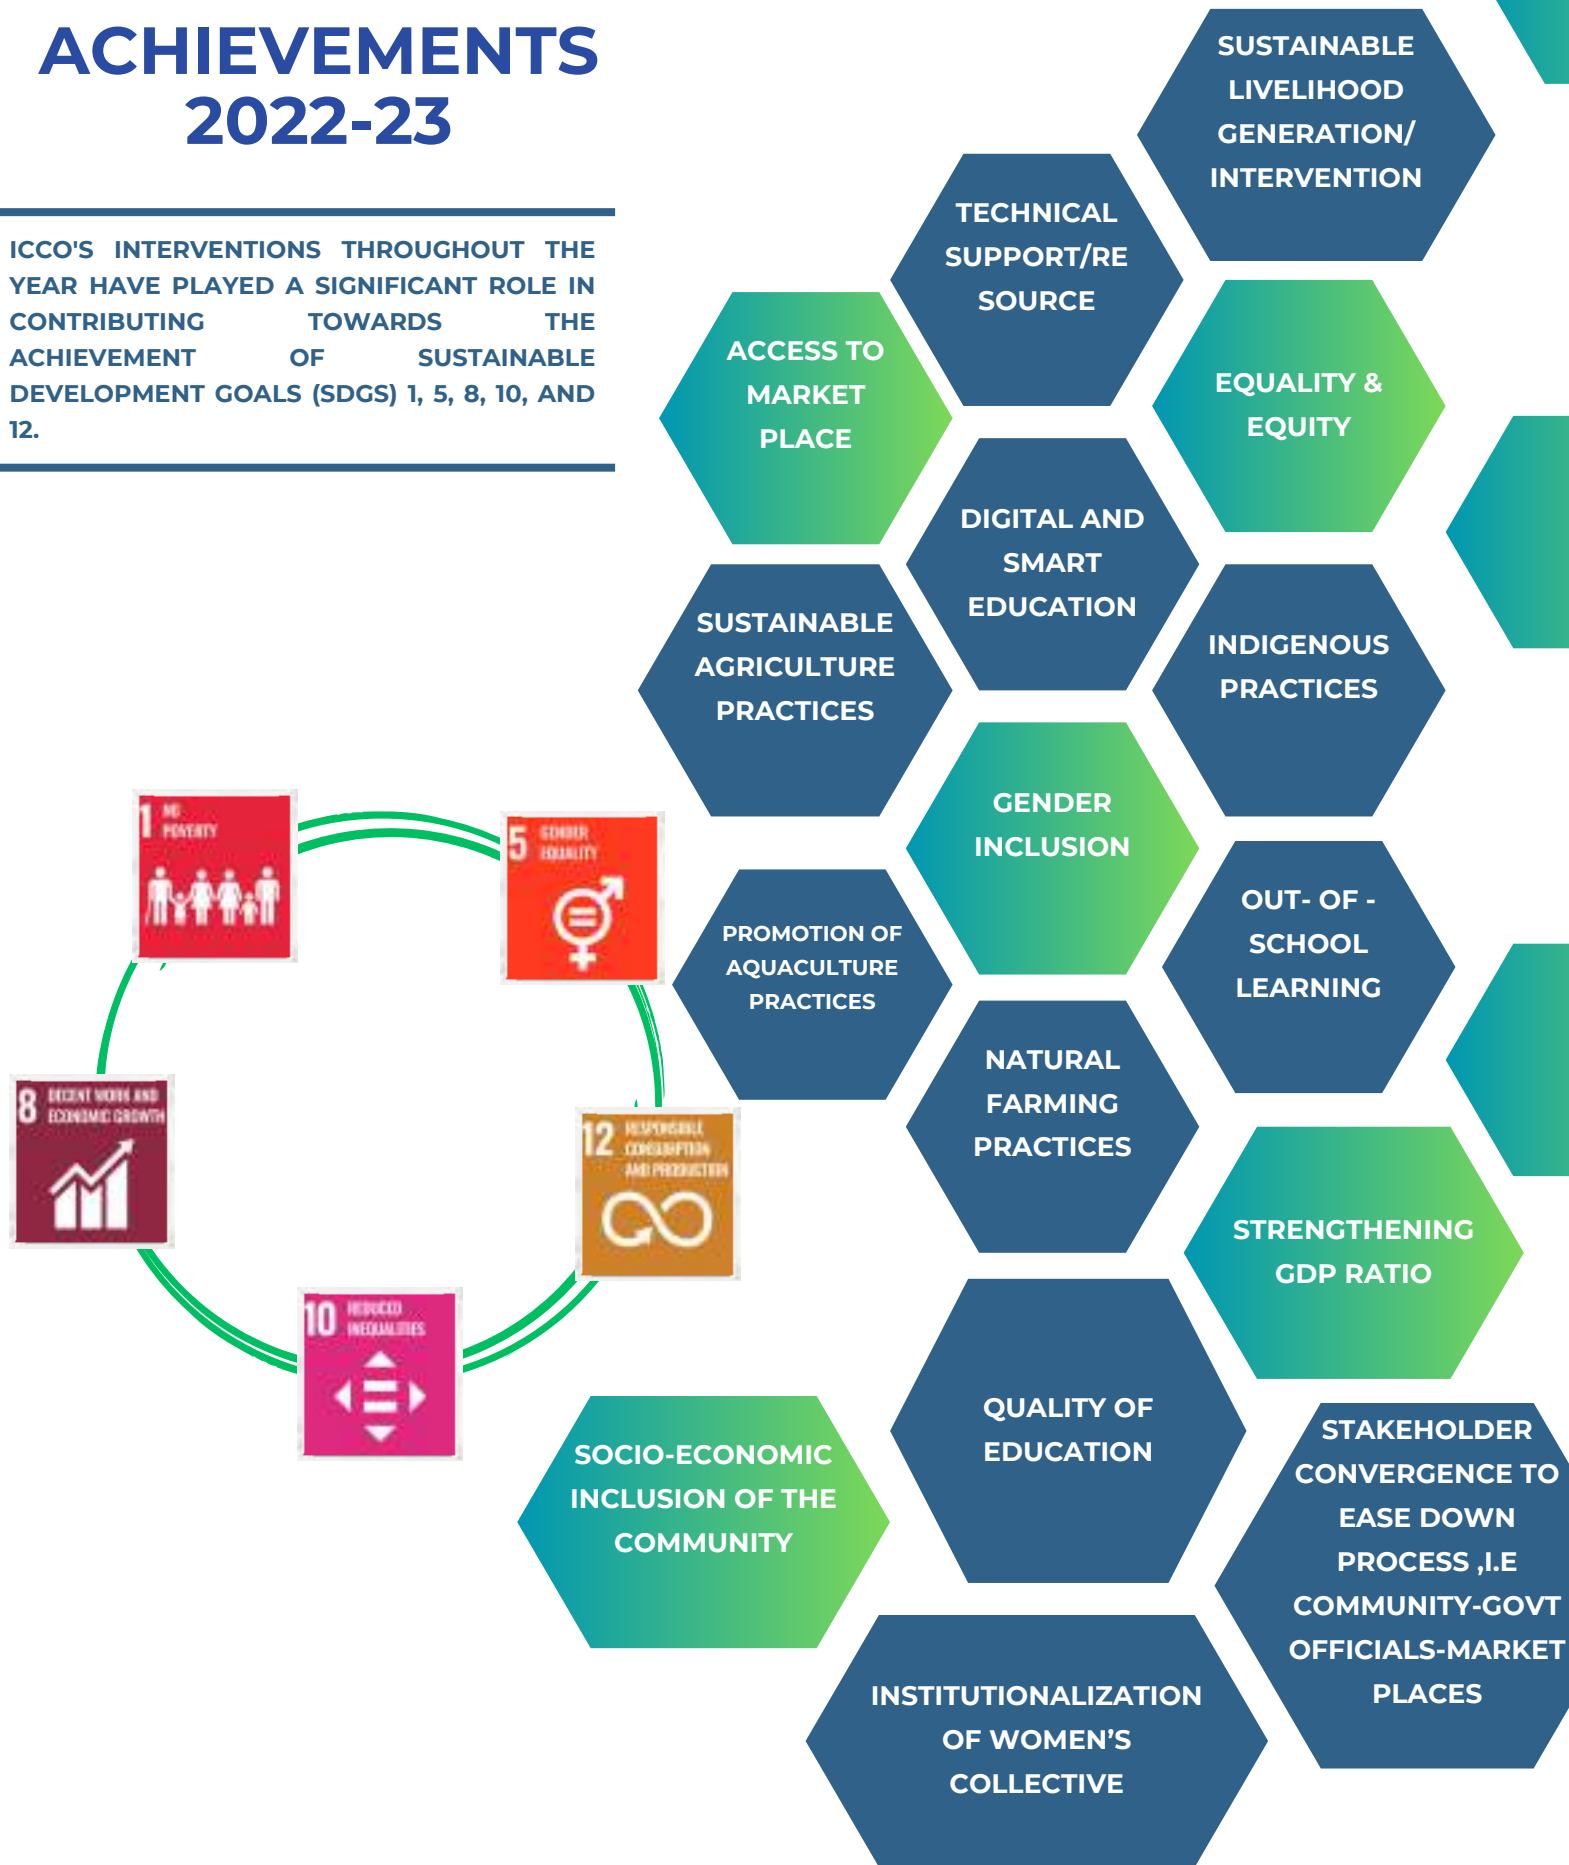 ACHIEVEMENTS
2022-23
ICCO'S INTERVENTIONS THROUGHOUT THE
YEAR HAVE PLAYED A SIGNIFICANT ROLE IN
CONTRIBUTING TOWARDS THE
ACHIEVEMENT OF SUSTAINABLE
DEVELOPMENT GOALS (SDGS) 1, 5, 8, 10, AND
12.
SUSTAINABLE
LIVELIHOOD
GENERATION/
INTERVENTION
TECHNICAL
SUPPORT/RE
SOURCE
ACCESS TO
MARKET
PLACE
EQUALITY &
EQUITY
DIGITAL AND
SMART
EDUCATION
SUSTAINABLE
AGRICULTURE
PRACTICES
INDIGENOUS
PRACTICES
GENDER
INCLUSION
OUT- OF -
SCHOOL
LEARNING
PROMOTION OF
AQUACULTURE
PRACTICES
NATURAL
FARMING
PRACTICES
STRENGTHENING
GDP RATIO
QUALITY OF
EDUCATION
SOCIO-ECONOMIC
INCLUSION OF THE
COMMUNITY
STAKEHOLDER
CONVERGENCE TO
EASE DOWN
PROCESS ,I.E
COMMUNITY-GOVT
OFFICIALS-MARKET
PLACES
INSTITUTIONALIZATION
OF WOMEN'S
COLLECTIVE
1 NO
POVERTY
5 GENDER
EQUALITY
8 DECENT WORK AND
ECONOMIC GROWTH
12 RESPONSIBLE
CONSUMPTION
AND PRODUCTION
10 REDUCED
INEQUALITIES